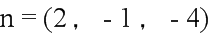 n = (2 ,  - 1 ,  - 4)